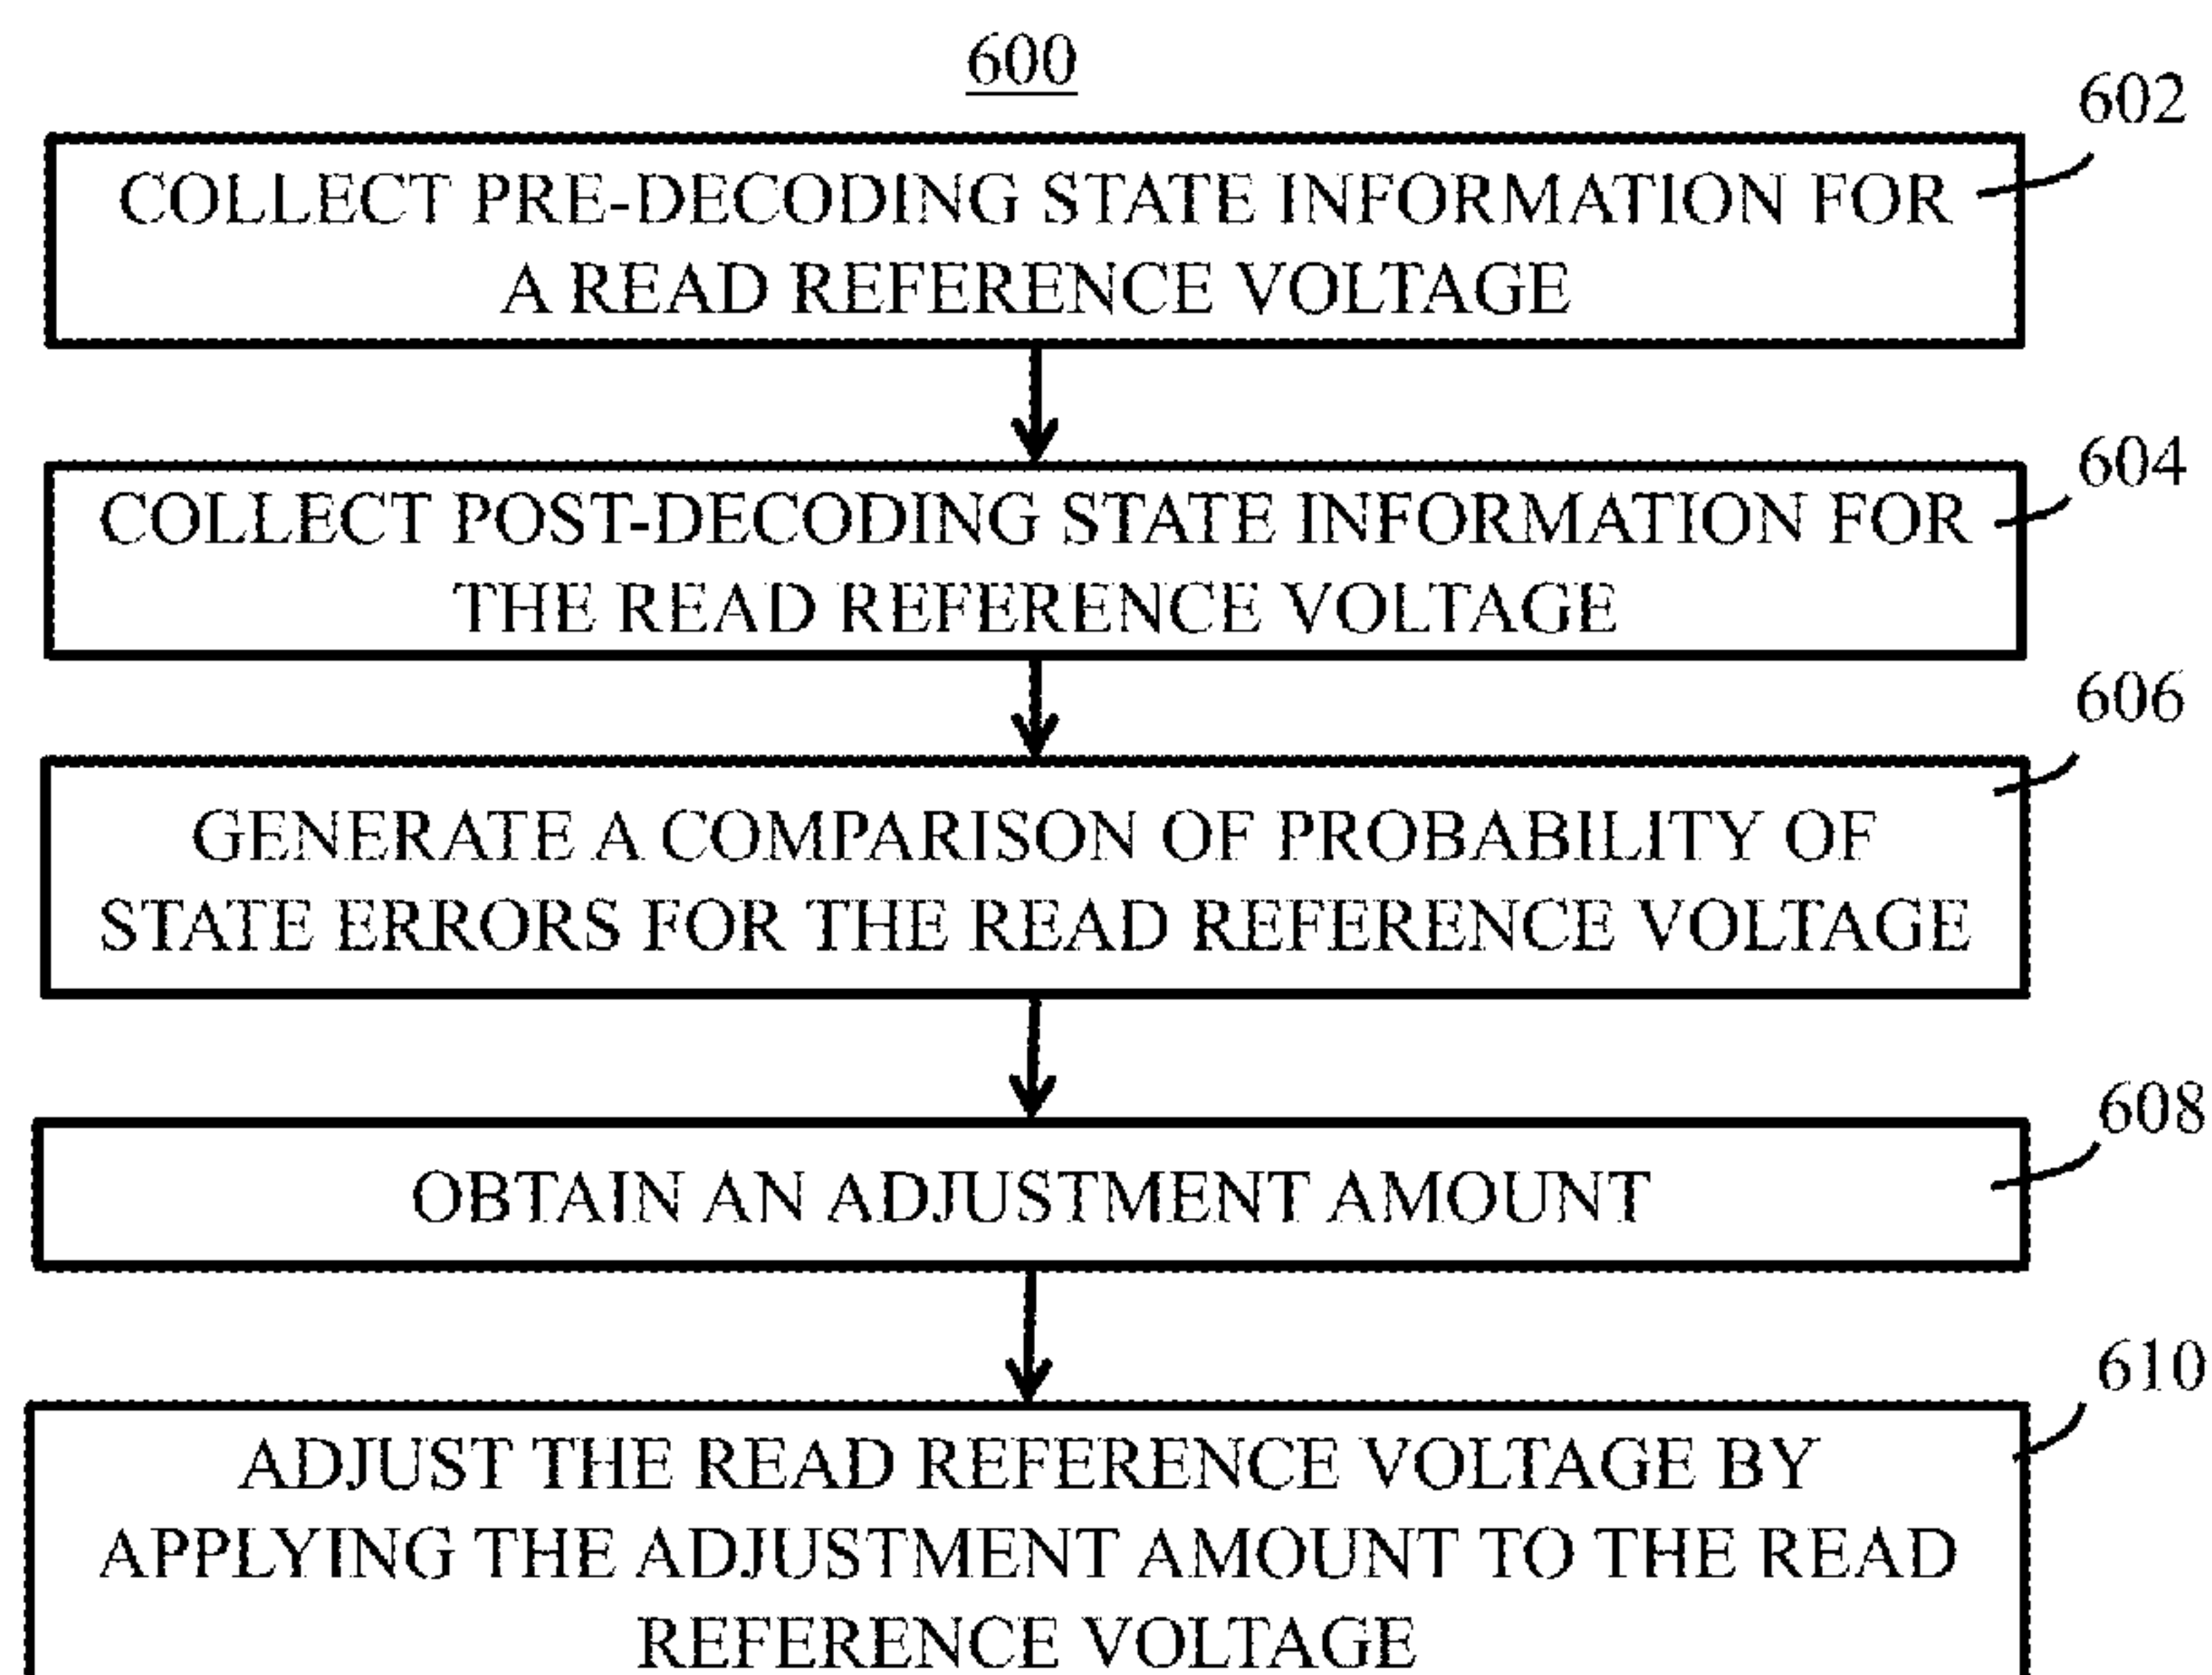 600
602
COLLECT PRE-DECODING STATE INFORMATION FOR
A READ REFERENCE VOLTAGE
604
COLLECT POST-DECODING STATE INFORMATION FOR
THE READ REFERENCE VOLTAGE
606
GENERATE A COMPARISON OF PROBABILITY OF
STATE ERRORS FOR THE READ REFERENCE VOLTAGE
608
OBTAIN AN ADJUSTMENT AMOUNT
610
ADJUST THE READ REFERENCE VOLTAGE BY
APPLYING THE ADJUSTMENT AMOUNT TO THE READ
REFERENCE VOLTAGE